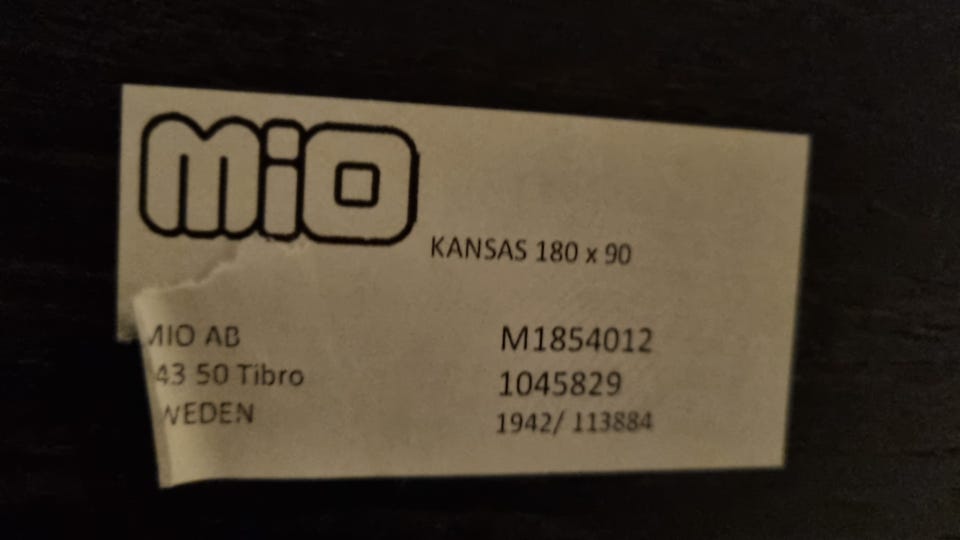 mio
KANSAS 180 x 90
MIO AB
43 50 Tibro
WEDEN
M1854012
1045829
1942/ 113884